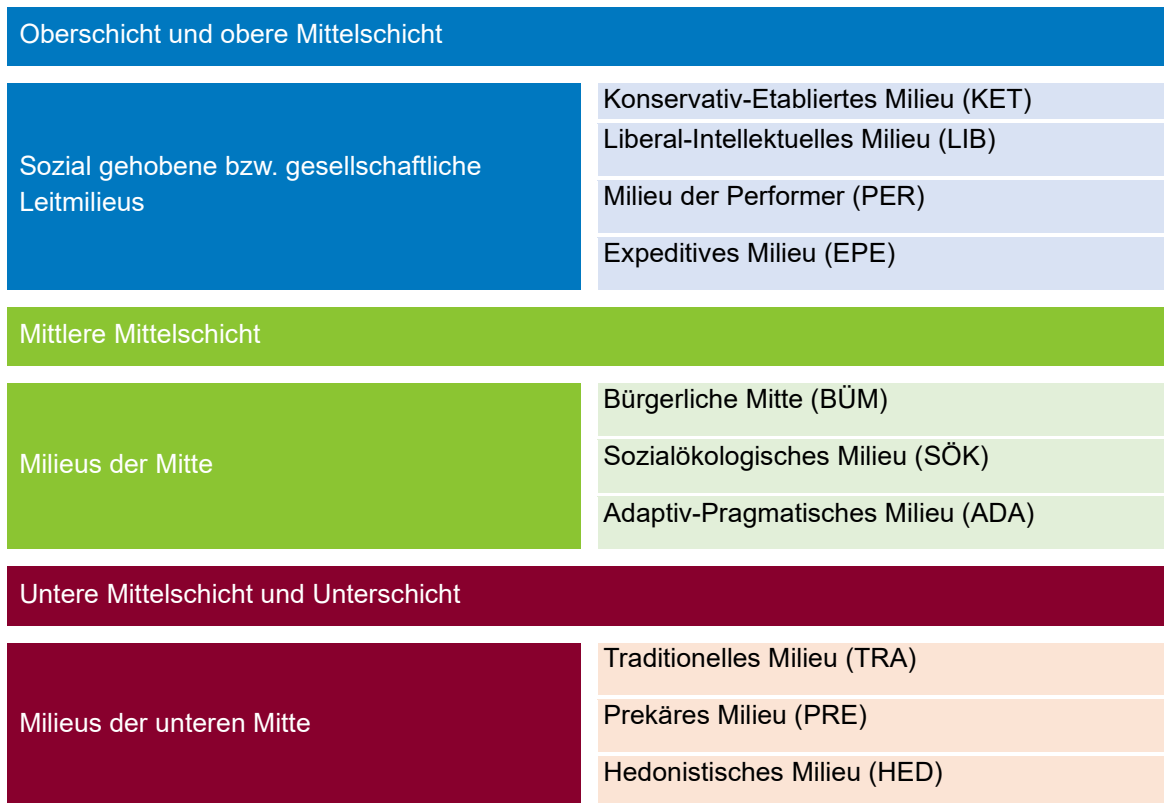 Oberschicht und obere Mittelschicht
Sozial gehobene bzw. gesellschaftliche
Leitmilieus
Konservativ-Etabliertes Milieu (KET)
Liberal-Intellektuelles Milieu (LIB)
Milieu der Performer (PER)
Expeditives Milieu (EPE)
Mittlere Mittelschicht
Milieus der Mitte
Bürgerliche Mitte (BÜM)
Sozialökologisches Milieu (SÖK)
Adaptiv-Pragmatisches Milieu (ADA)
Untere Mittelschicht und Unterschicht
Milieus der unteren Mitte
Traditionelles Milieu (TRA)
Prekäres Milieu (PRE)
Hedonistisches Milieu (HED)